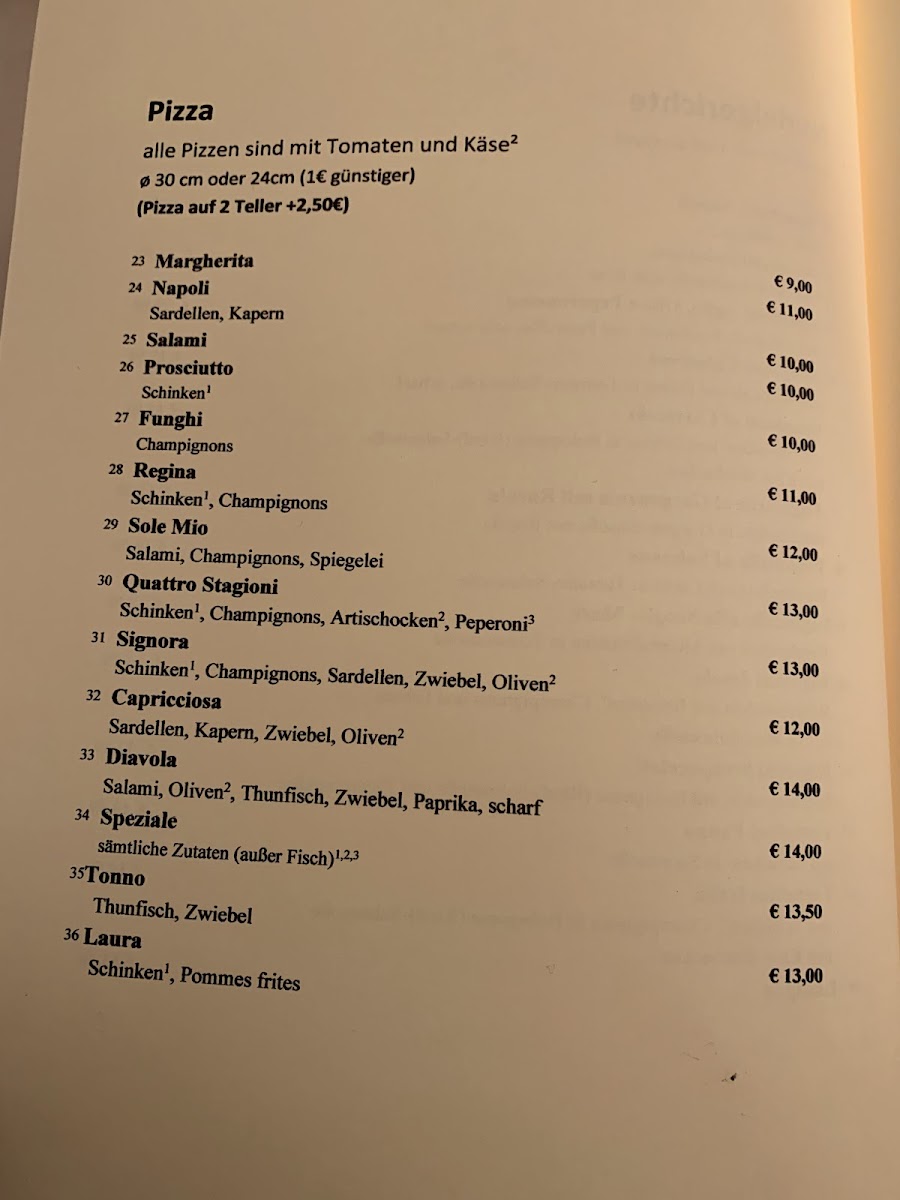 Pizza
alle Pizzen sind mit Tomaten und Käse²
ø 30 cm oder 24cm (1€ günstiger)
(Pizza auf 2 Teller +2,50€)
23 Margherita € 9,00
24 Napoli € 11,00
Sardellen, Kapern
25 Salami € 10,00
26 Prosciutto € 10,00
Schinken¹
27 Funghi € 10,00
Champignons
28 Regina € 11,00
Schinken¹, Champignons
29 Sole Mio € 12,00
Salami, Champignons, Spiegelei
30 Quattro Stagioni € 13,00
Schinken¹, Champignons, Artischocken², Peperoni³
31 Signora € 13,00
Schinken¹, Champignons, Sardellen, Zwiebel, Oliven²
32 Capricciosa € 12,00
Sardellen, Kapern, Zwiebel, Oliven²
33 Diavola € 14,00
Salami, Oliven², Thunfisch, Zwiebel, Paprika, scharf
34 Speziale € 14,00
sämtliche Zutaten (außer Fisch)¹,²,³
35Tonno € 13,50
Thunfisch, Zwiebel
36 Laura € 13,00
Schinken¹, Pommes frites